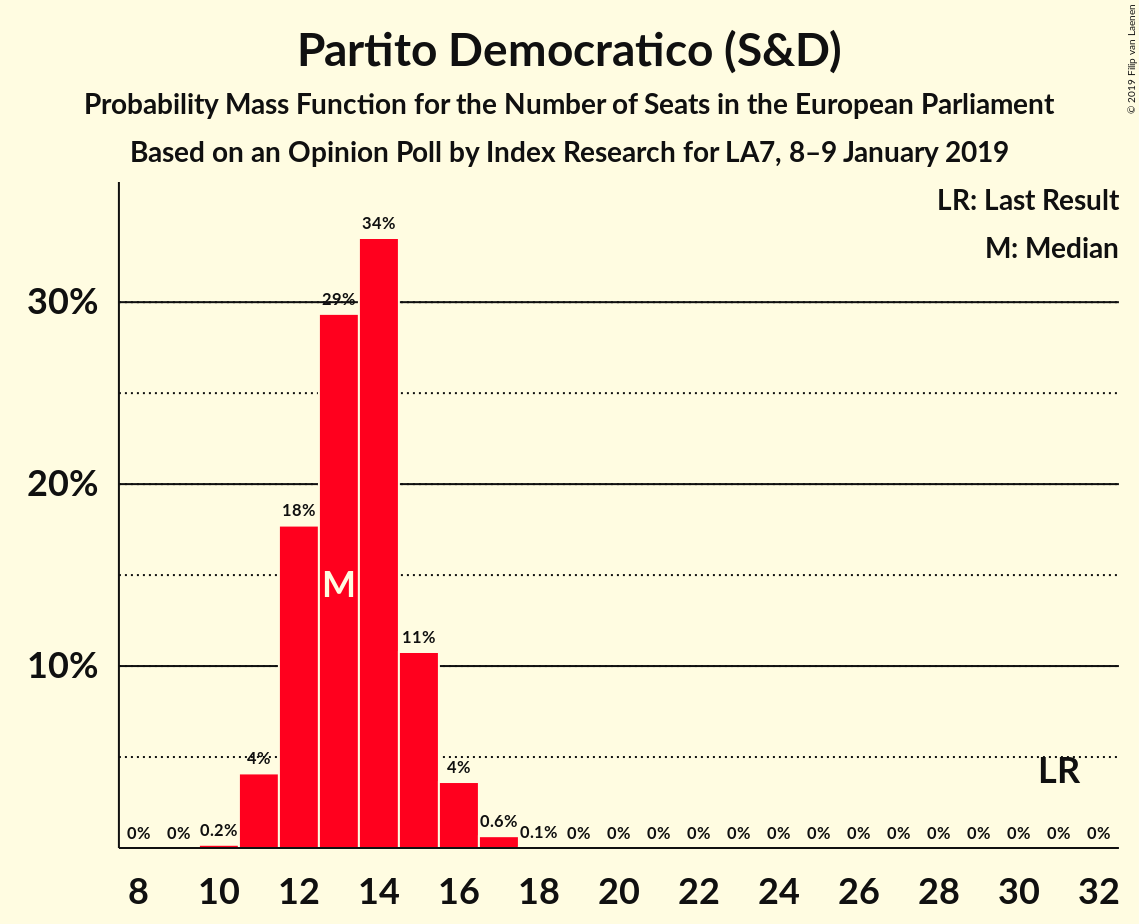 Partito Democratico (S&D)
Probability Mass Function for the Number of Seats in the European Parliament
Based on an Opinion Poll by Index Research for LA7, 8–9 January 2019
© 2019 Filip van Laenen
LR: Last Result
M: Median
30%
20%
10%
0% 0% 0.2% 4% 18% 29% 34% 11% 4% 0.6% 0.1% 0% 0% 0% 0% 0% 0% 0% 0% 0% 0% 0% 0% 0% 0%
M
LR
8 10 12 14 16 18 20 22 24 26 28 30 32